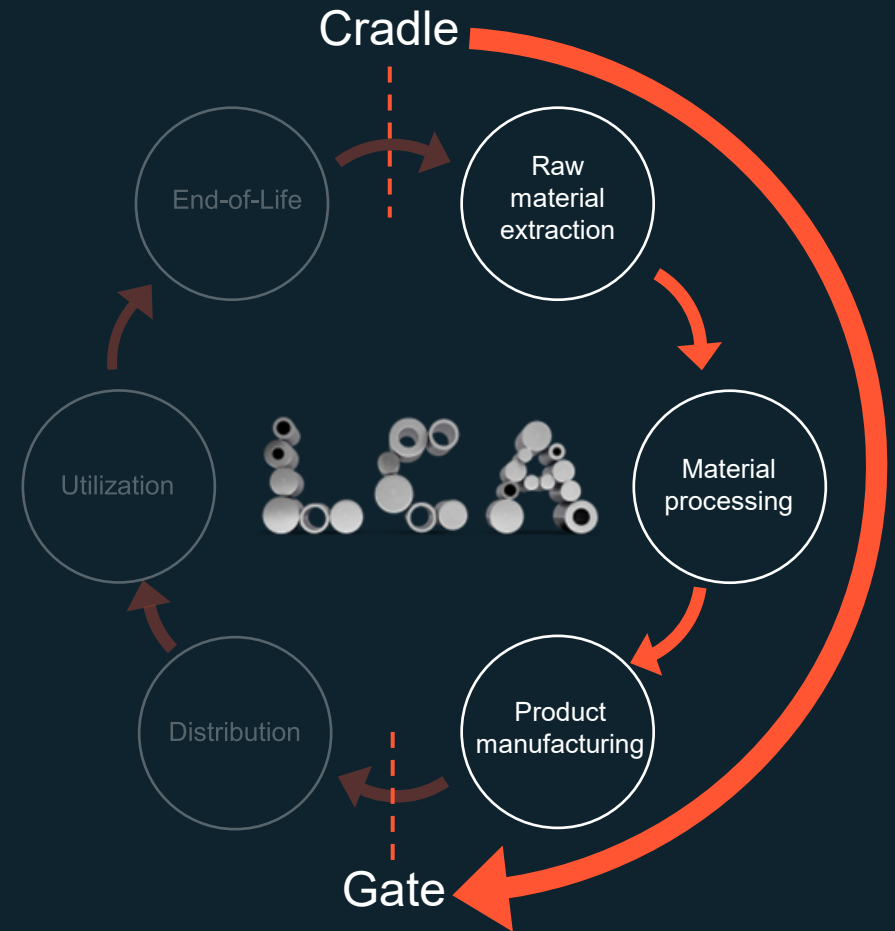 Cradle
Raw
material
extraction
End-of-Life
Material
processing
LCA
Utilization
Product
manufacturing
Distribution
Gate